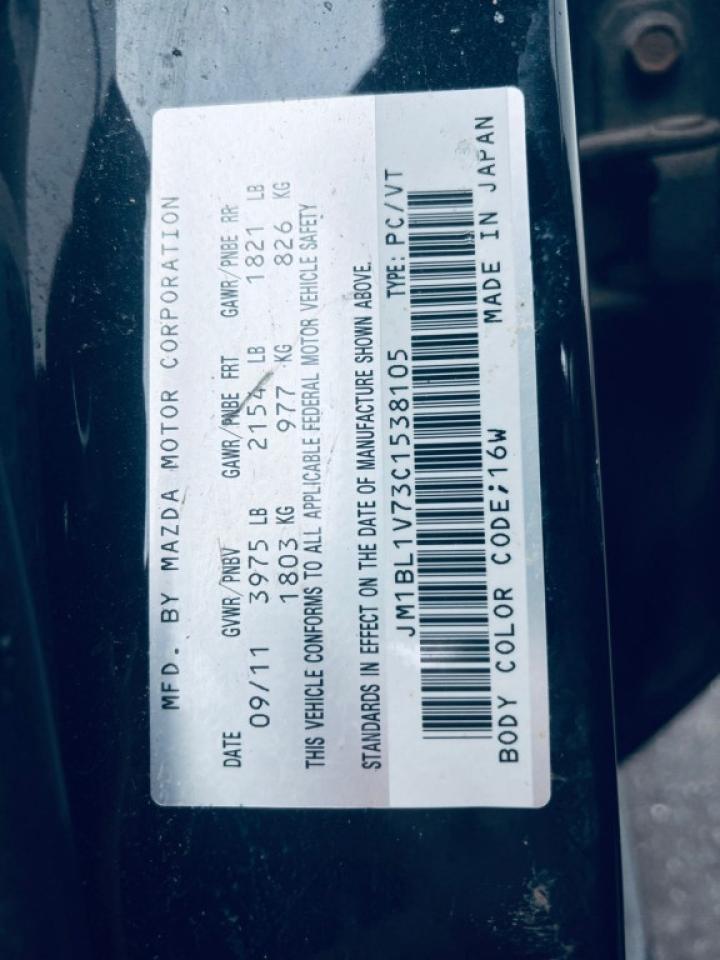 MFD. BY MAZDA MOTOR CORPORATION
DATE GVWR/PNBV GAWR/PNBE FRT GAWR/PNBE RR
09/11 3975 LB 2154 LB 1821 LB
1803 KG 977 KG 826 KG
THIS VEHICLE CONFORMS TO ALL APPLICABLE FEDERAL MOTOR VEHICLE SAFETY
STANDARDS IN EFFECT ON THE DATE OF MANUFACTURE SHOWN ABOVE.
JM1BL1V73C1538105 TYPE: PC/VT
BODY COLOR CODE;16W MADE IN JAPAN